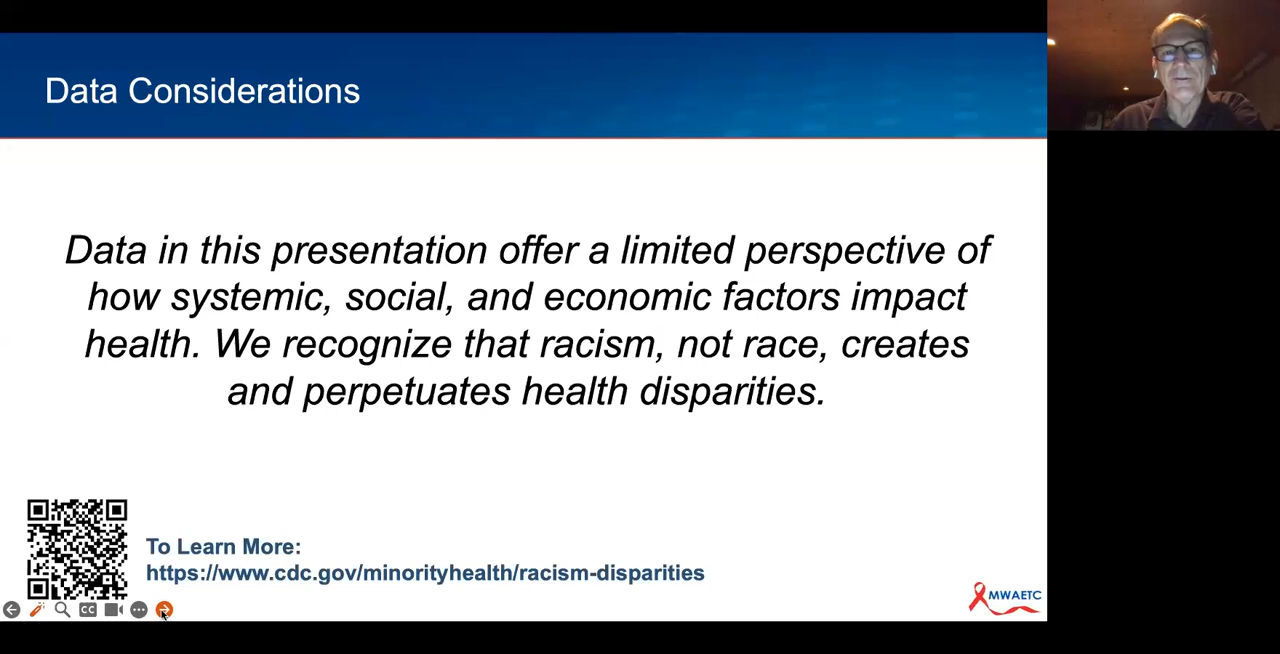 Data Considerations
Data in this presentation offer a limited perspective of
how systemic, social, and economic factors impact
health. We recognize that racism, not race, creates
and perpetuates health disparities.
To Learn More:
https://www.cdc.gov/minorityhealth/racism-disparities
CC
MWAETC